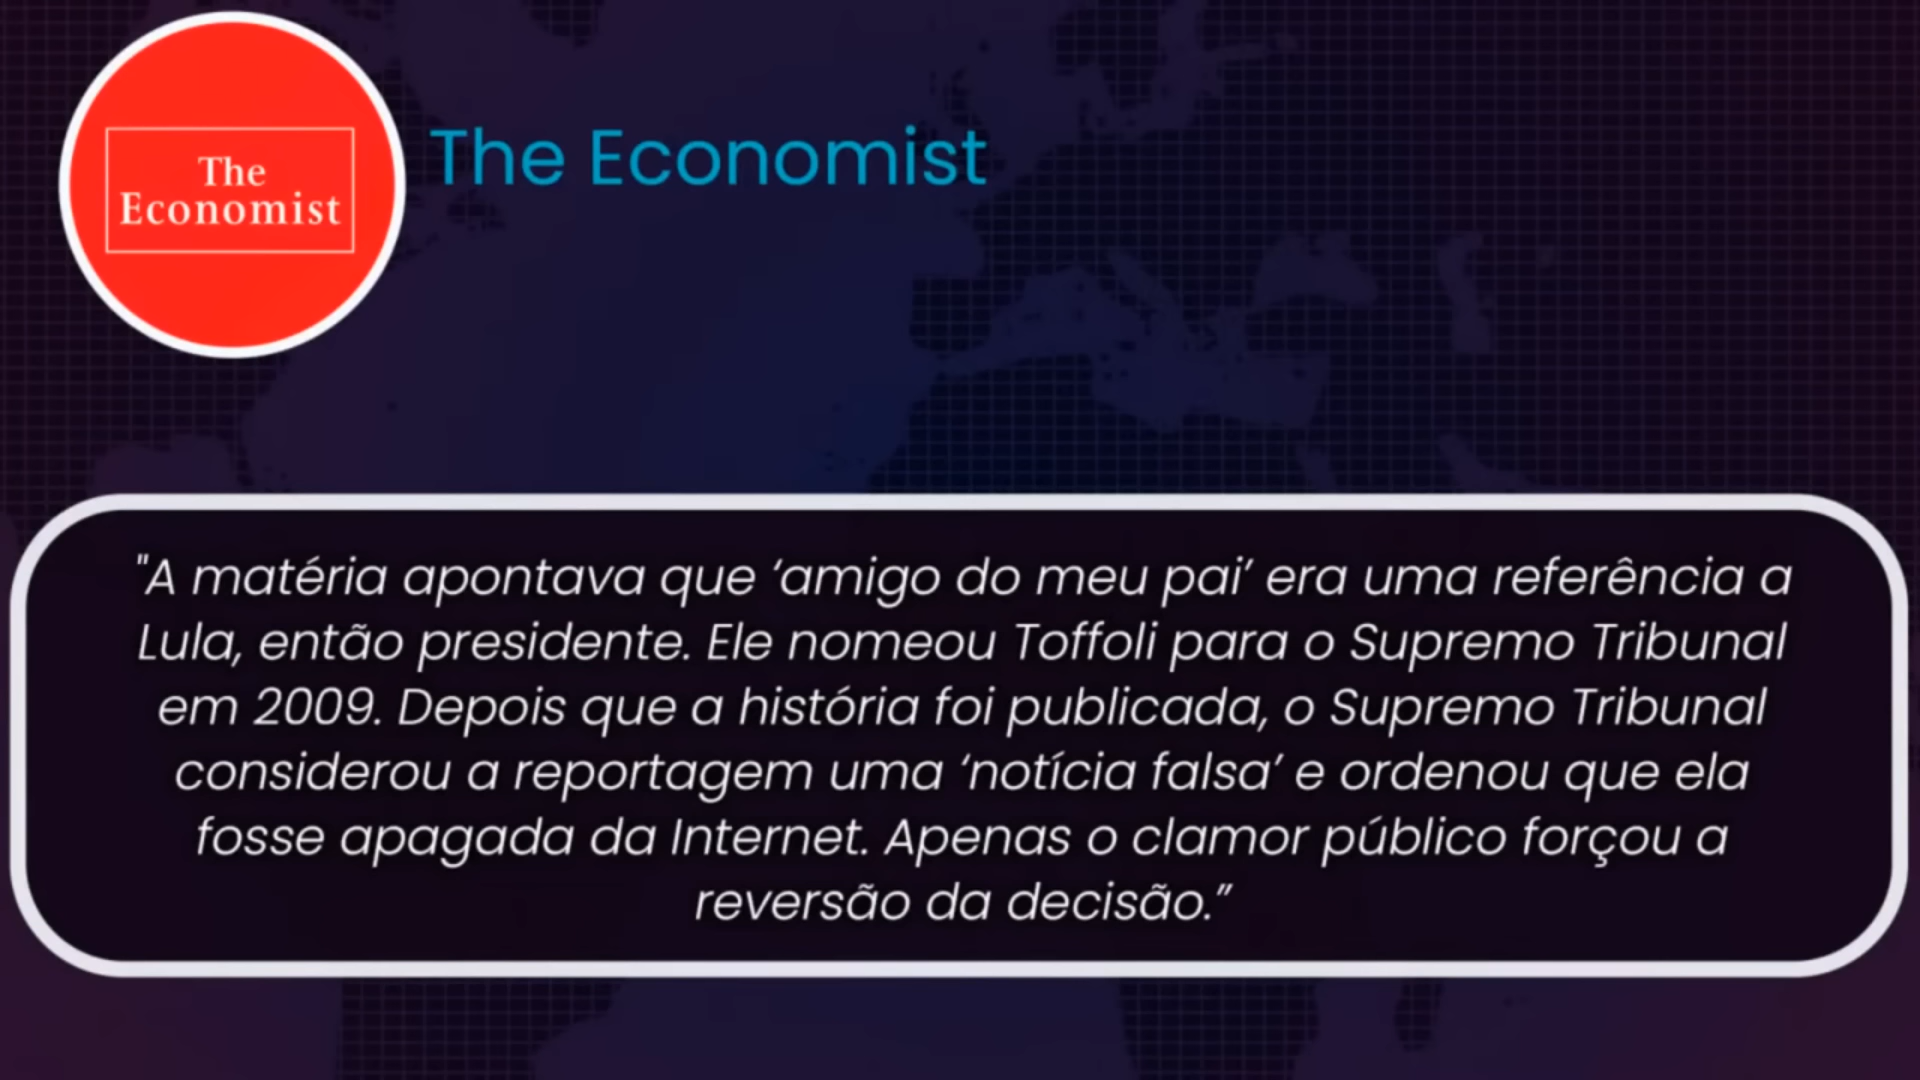 The
Economist
The Economist
"A matéria apontava que ‘amigo do meu pai’ era uma referência a
Lula, então presidente. Ele nomeou Toffoli para o Supremo Tribunal
em 2009. Depois que a história foi publicada, o Supremo Tribunal
considerou a reportagem uma ‘notícia falsa’ e ordenou que ela
fosse apagada da Internet. Apenas o clamor público forçou a
reversão da decisão.”